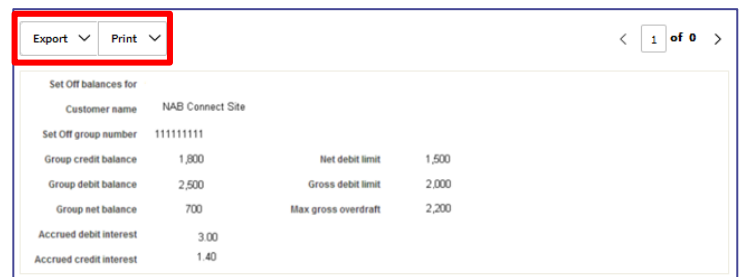 Export Print 1 of 0
Set Off balances for
Customer name NAB Connect Site
Set Off group number 111111111
Group credit balance 1,800 Net debit limit 1,500
Group debit balance 2,500 Gross debit limit 2,000
Group net balance 700 Max gross overdraft 2,200
Accrued debit interest 3.00
Accrued credit interest 1.40